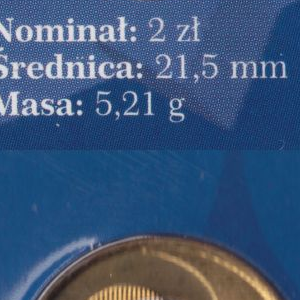 Nominał: 2 zł
Średnica: 21,5 mm
Masa: 5,21 g